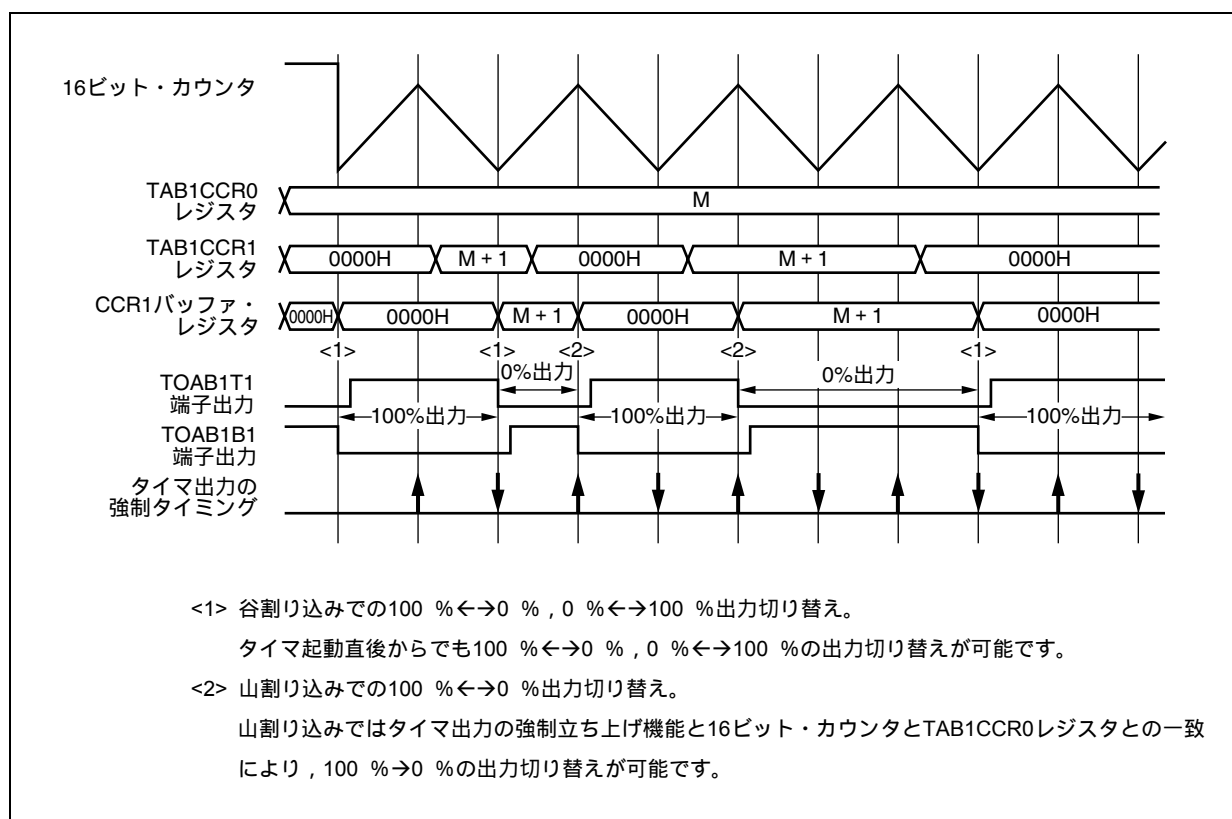 16ビット・カウンタ
TAB1CCR0
レジスタ
M
TAB1CCR1
レジスタ
0000H M + 1 0000H M + 1 0000H
CCR1バッファ・
レジスタ
0000H 0000H M + 1 0000H M + 1 0000H
<1> <1> <2> <2> <1>
TOAB1T1
端子出力
0%出力 0%出力
100%出力 100%出力 100%出力
TOAB1B1
端子出力
タイマ出力の
強制タイミング
<1> 谷割り込みでの100 %←→0 %,0 %←→100 %出力切り替え。
タイマ起動直後からでも100 %←→0 %,0 %←→100 %の出力切り替えが可能です。
<2> 山割り込みでの100 %←→0 %出力切り替え。
山割り込みではタイマ出力の強制立ち上げ機能と16ビット・カウンタとTAB1CCR0レジスタとの一致
により,100 %→0 %の出力切り替えが可能です。